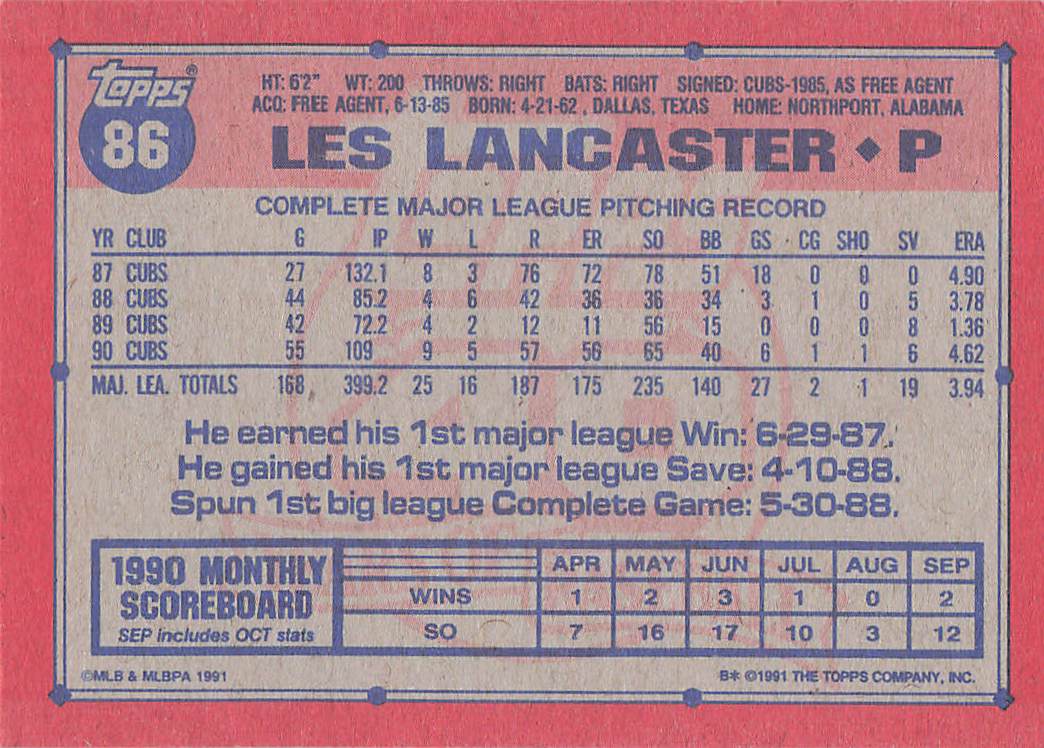 Topps®
86
HT: 6'2" WT: 200 THROWS: RIGHT BATS: RIGHT SIGNED: CUBS-1985, AS FREE AGENT
ACQ: FREE AGENT, 6-13-85 BORN: 4-21-62, DALLAS, TEXAS HOME: NORTHPORT, ALABAMA
LES LANCASTER ◆ P
COMPLETE MAJOR LEAGUE PITCHING RECORD
YR CLUB G IP W L R ER SO BB GS CG SHO SV ERA
87 CUBS 27 132.1 8 3 76 72 78 51 18 0 0 0 4.90
88 CUBS 44 85.2 4 6 42 36 36 34 3 1 0 5 3.78
89 CUBS 42 72.2 4 2 12 11 56 15 0 0 0 8 1.36
90 CUBS 55 109 9 5 57 56 65 40 6 1 1 6 4.62
MAJ. LEA. TOTALS 168 399.2 25 16 187 175 235 140 27 2 1 19 3.94
He earned his 1st major league Win: 6-29-87.
He gained his 1st major league Save: 4-10-88.
Spun 1st big league Complete Game: 5-30-88.
1990 MONTHLY SCOREBOARD
SEP includes OCT stats
APR MAY JUN JUL AUG SEP
WINS 1 2 3 1 0 2
SO 7 16 17 10 3 12
©MLB & MLBPA 1991
B* ©1991 THE TOPPS COMPANY, INC.